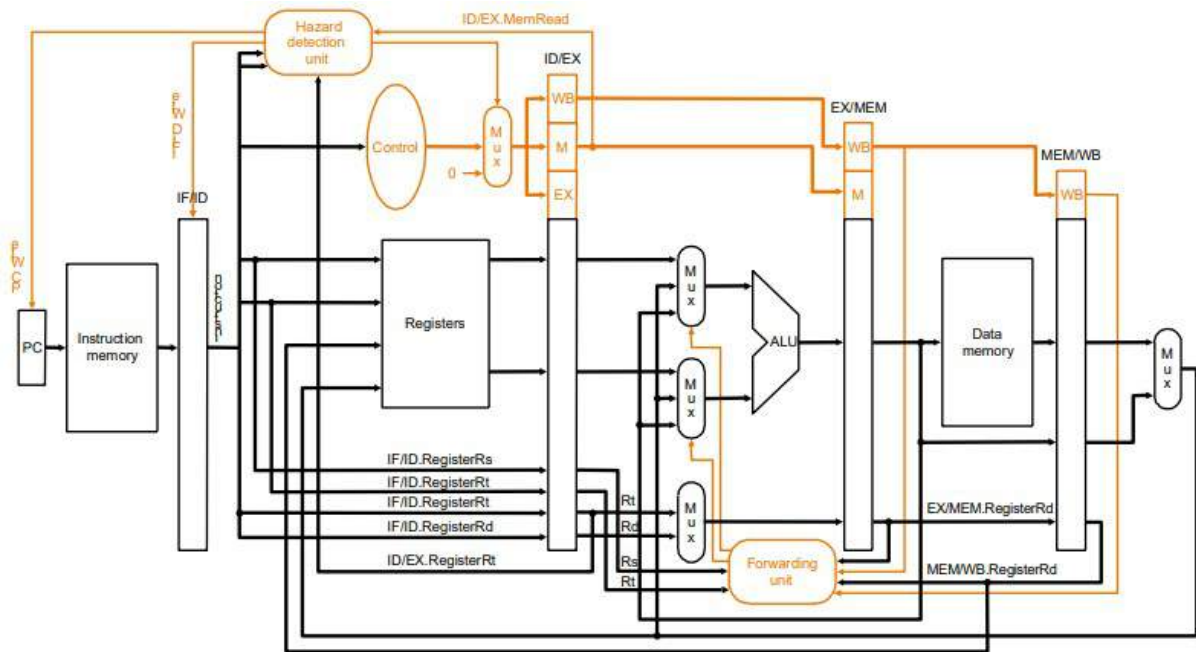 Hazard
detection
unit
ID/EX.MemRead
ID/EX
WB
EX/MEM
M
u
x
Control
M
WB
MEM/WB
0
IF/ID
EX
M
WB
PC
Instruction
memory
Registers
M
u
x
M
u
x
ALU
Data
memory
M
u
x
IF/ID.RegisterRs
IF/ID.RegisterRt
IF/ID.RegisterRt
Rt
M
u
x
EX/MEM.RegisterRd
IF/ID.RegisterRd
Rd
ID/EX.RegisterRt
Rs
Forwarding
unit
MEM/WB.RegisterRd
Rt